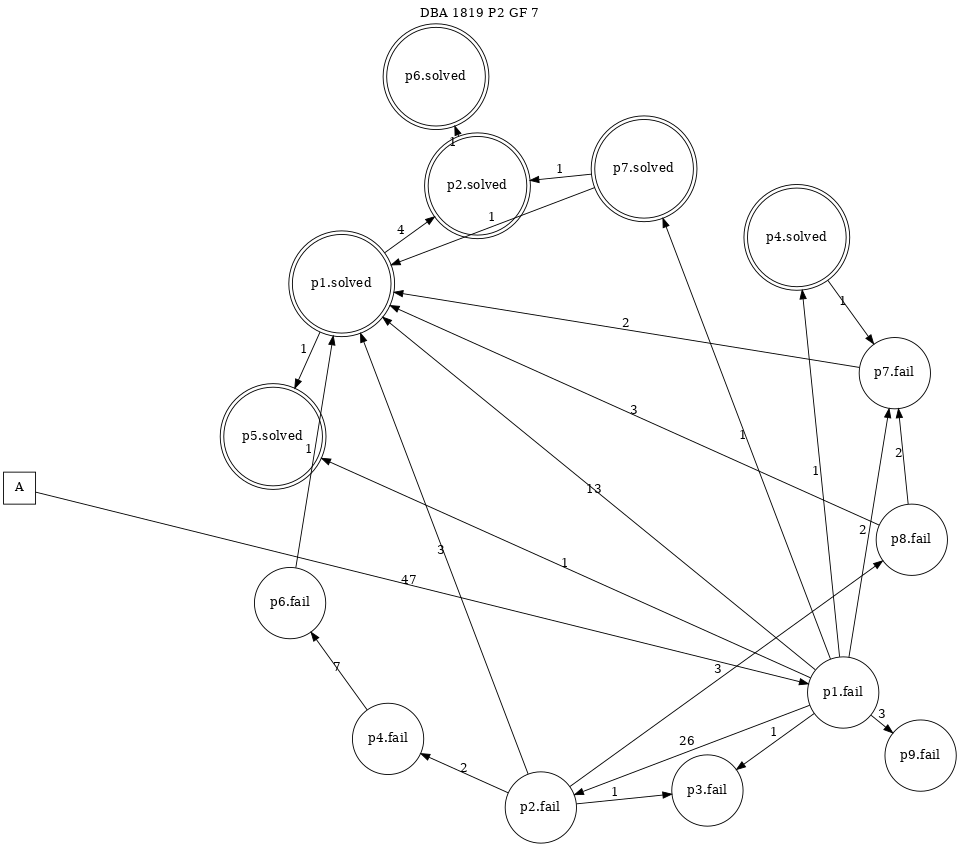 DBA 1819 P2 GF 7
p6.solved
1
p2.solved
p7.solved
1
1
4
p4.solved
p1.solved
1
2
1
p7.fail
3
p5.solved
1
1
2
1
13
A
2
p8.fail
3
1
47
p6.fail
7
3
p1.fail
3
26
1
p4.fail
2
p9.fail
p3.fail
1
p2.fail